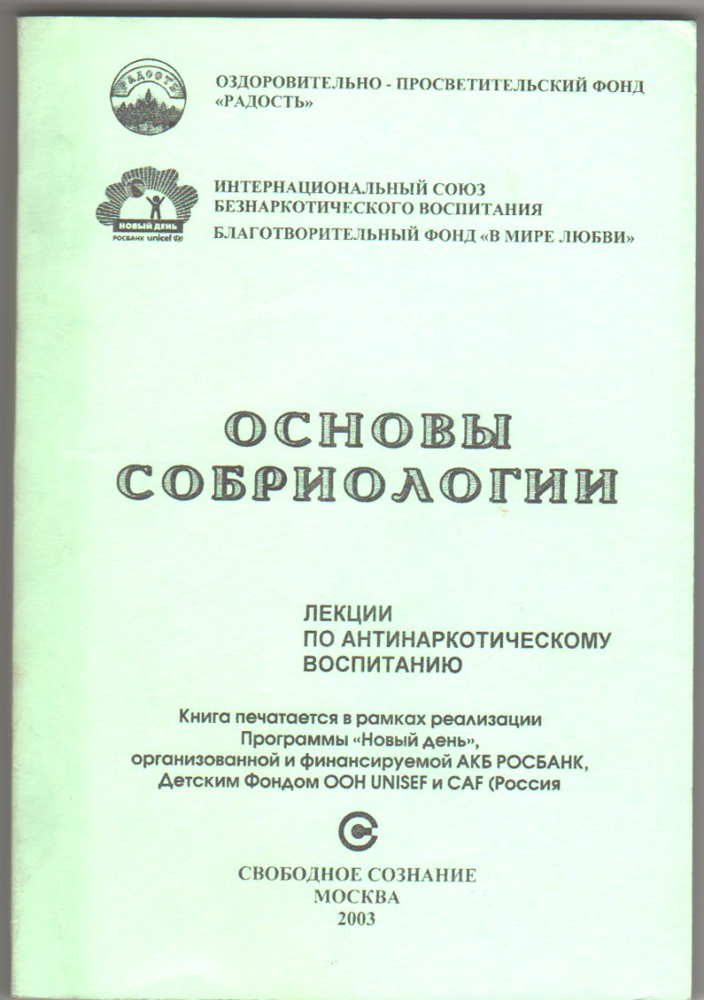 РАДОСТЬ
ОЗДОРОВИТЕЛЬНО - ПРОСВЕТИТЕЛЬСКИЙ ФОНД
«РАДОСТЬ»
НОВЫЙ ДЕНЬ
РОСБАНК unicef
ИНТЕРНАЦИОНАЛЬНЫЙ СОЮЗ
БЕЗНАРКОТИЧЕСКОГО ВОСПИТАНИЯ
БЛАГОТВОРИТЕЛЬНЫЙ ФОНД «В МИРЕ ЛЮБВИ»
ОСНОВЫ
СОБРИОЛОГИИ
ЛЕКЦИИ
ПО АНТИНАРКОТИЧЕСКОМУ
ВОСПИТАНИЮ
Книга печатается в рамках реализации
Программы «Новый день»,
организованной и финансируемой АКБ РОСБАНК,
Детским Фондом ООН UNISEF и CAF (Россия
СВОБОДНОЕ СОЗНАНИЕ
МОСКВА
2003